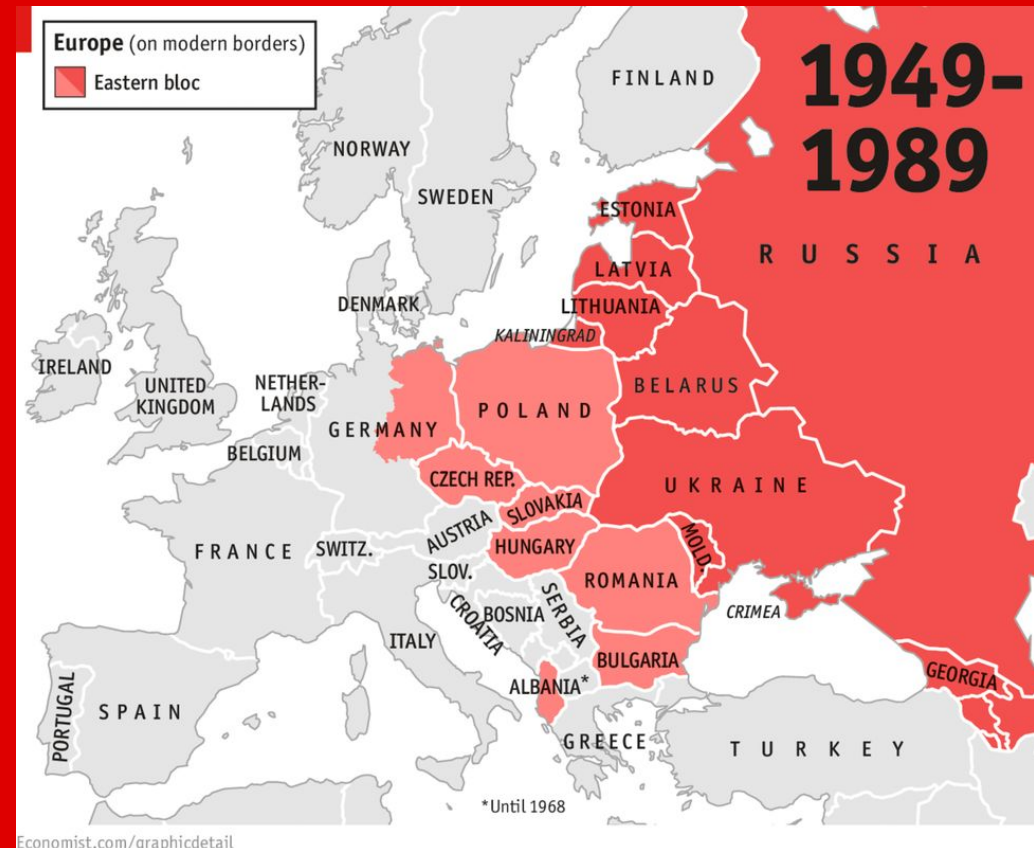 Europe (on modern borders)
Eastern bloc
1949–
1989
FINLAND
NORWAY
SWEDEN
ESTONIA
RUSSIA
LATVIA
DENMARK
LITHUANIA
KALININGRAD
IRELAND
UNITED
KINGDOM
NETHER-
LANDS
BELARUS
POLAND
GERMANY
BELGIUM
CZECH REP.
UKRAINE
SLOVAKIA
AUSTRIA
FRANCE
SWITZ.
HUNGARY
MOLD.
SLOV.
ROMANIA
CROATIA
BOSNIA
SERBIA
CRIMEA
ITALY
BULGARIA
GEORGIA
ALBANIA*
PORTUGAL
SPAIN
GREECE
TURKEY
*Until 1968
Economist.com/graphicdetail